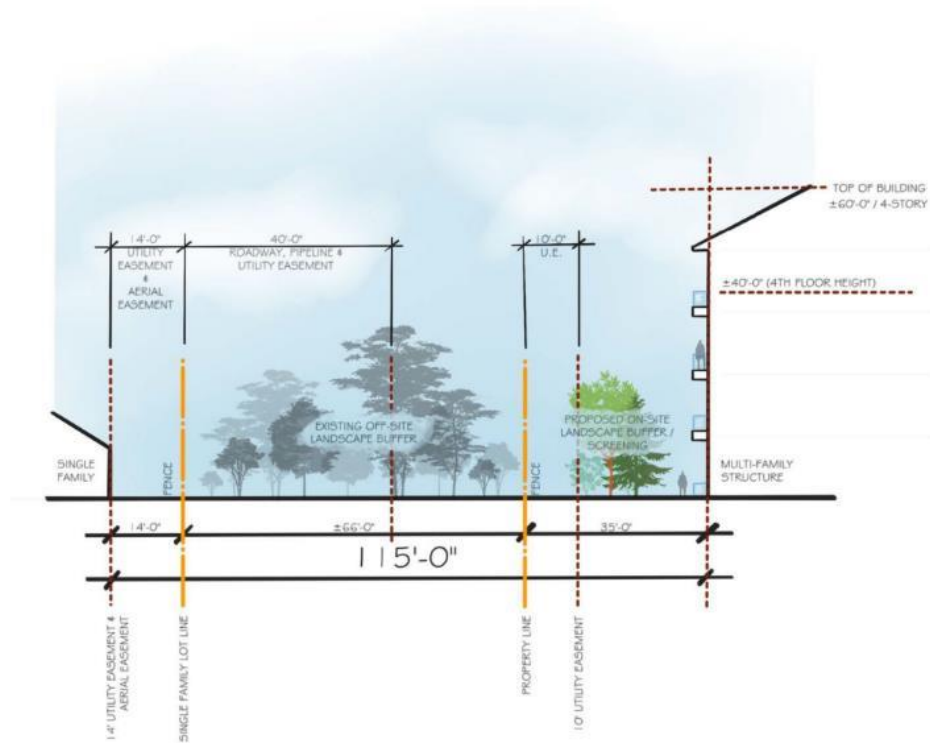 TOP OF BUILDING
±60'-0" / 4-STORY
14'-0"
UTILITY
EASEMENT
&
AERIAL
EASEMENT
40'-0"
ROADWAY, PIPELINE &
UTILITY EASEMENT
10'-0"
U.E.
±40'-0" (4TH FLOOR HEIGHT)
EXISTING OFF-SITE
LANDSCAPE BUFFER
PROPOSED ON-SITE
LANDSCAPE BUFFER /
SCREENING
SINGLE
FAMILY
FENCE
FENCE
MULTI-FAMILY
STRUCTURE
14'-0"
±66'-0"
35'-0"
115'-0"
14' UTILITY EASEMENT &
AERIAL EASEMENT
SINGLE FAMILY LOT LINE
PROPERTY LINE
10' UTILITY EASEMENT